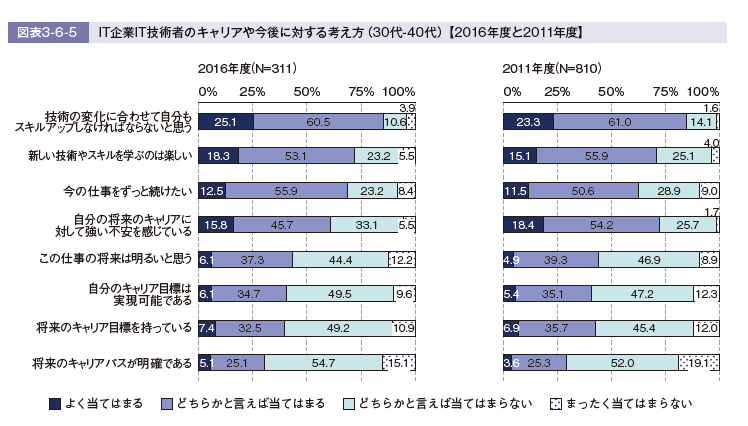 図表3-6-5 IT企業IT技術者のキャリアや今後に対する考え方（30代-40代）【2016年度と2011年度】
2016年度(N=311) 2011年度(N=810)
0% 25% 50% 75% 100% 0% 25% 50% 75% 100%
技術の変化に合わせて自分も
スキルアップしなければならないと思う
25.1 60.5 10.6 3.9 23.3 61.0 14.1 1.6
新しい技術やスキルを学ぶのは楽しい 18.3 53.1 23.2 5.5 15.1 55.9 25.1 4.0
今の仕事をずっと続けたい 12.5 55.9 23.2 8.4 11.5 50.6 28.9 9.0
自分の将来のキャリアに
対して強い不安を感じている
15.8 45.7 33.1 5.5 18.4 54.2 25.7 1.7
この仕事の将来は明るいと思う 6.1 37.3 44.4 12.2 4.9 39.3 46.9 8.9
自分のキャリア目標は
実現可能である
6.1 34.7 49.5 9.6 5.4 35.1 47.2 12.3
将来のキャリア目標を持っている 7.4 32.5 49.2 10.9 6.9 35.7 45.4 12.0
将来のキャリアパスが明確である 5.1 25.1 54.7 15.1 3.6 25.3 52.0 19.1
よく当てはまる どちらかと言えば当てはまる どちらかと言えば当てはまらない まったく当てはまらない